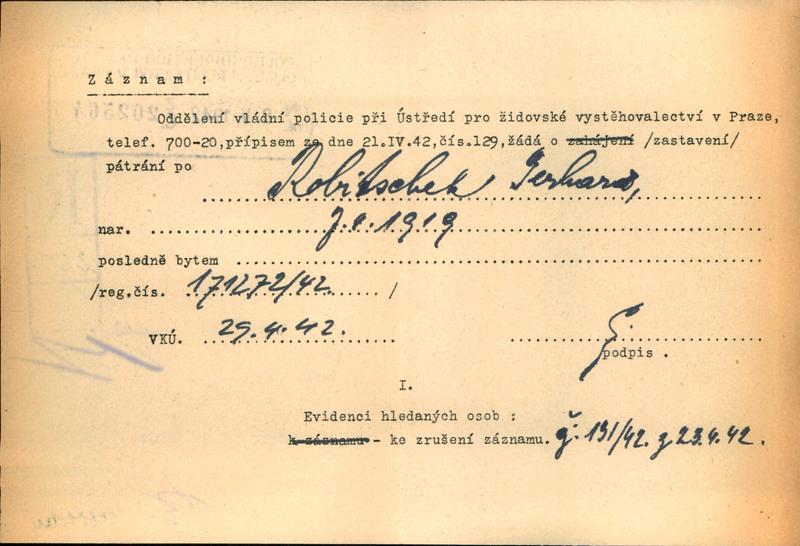 Záznam :
Oddělení vládní policie při Ústředí pro židovské vystěhovalectví v Praze,
telef. 700-20,přípisem ze dne 21.IV.42,čís.129,žádá o zahájení /zastavení/
pátrání po
Robitschek Gerhard,
nar. 7.1.1919
posledně bytem
/reg.čís. 171272/42. /
VKÚ. 29.4.42.
podpis .
I.
Evidenci hledaných osob :
k záznamu - ke zrušení záznamu. č: 131/42. z 23.4.42.